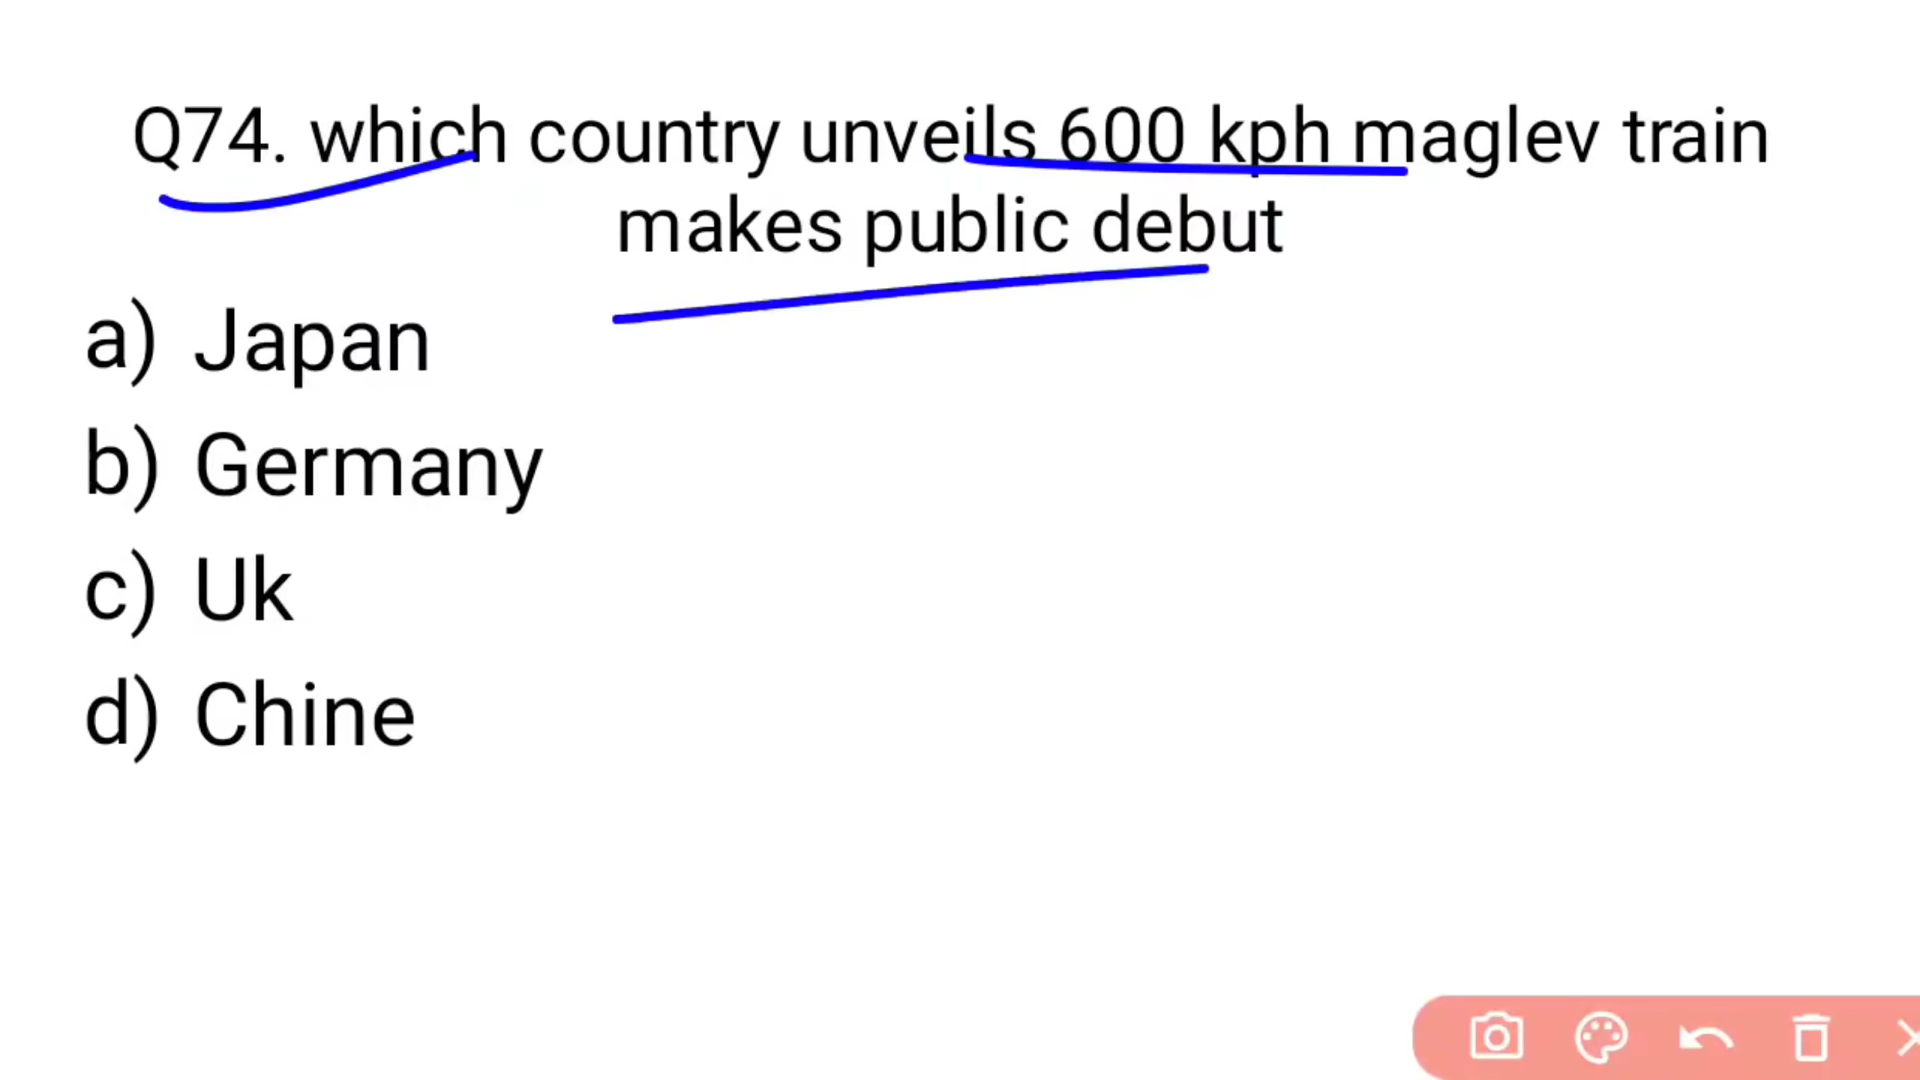 Q74. which country unveils 600 kph maglev train
makes public debut
a) Japan
b) Germany
c) Uk
d) Chine